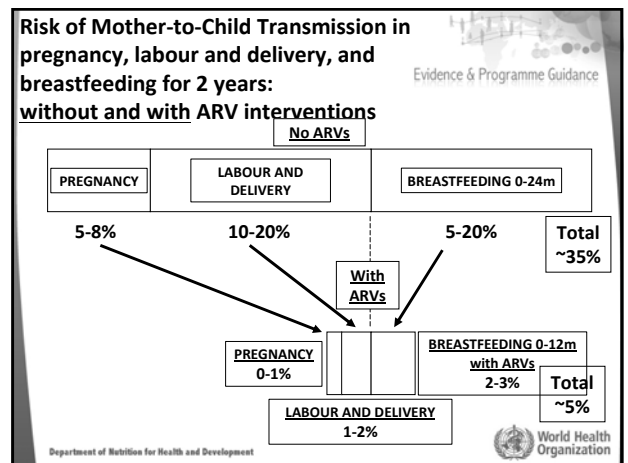 Risk of Mother-to-Child Transmission in
pregnancy, labour and delivery, and
breastfeeding for 2 years:
without and with ARV interventions
Evidence & Programme Guidance
No ARVs
PREGNANCY
LABOUR AND
DELIVERY
BREASTFEEDING 0-24m
5-8%
10-20%
5-20%
Total
~35%
With
ARVs
PREGNANCY
0-1%
BREASTFEEDING 0-12m
with ARVs
2-3%
Total
~5%
LABOUR AND DELIVERY
1-2%
Department of Nutrition for Health and Development
World Health
Organization